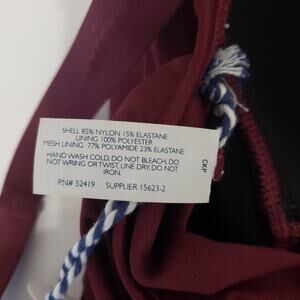 SHELL 85% NYLON 15% ELASTANE
LINING 100% POLYESTER
MESH LINING 77% POLYAMIDE 23% ELASTANE
HAND WASH COLD, DO NOT BLEACH, DO
NOT WRING OR TWIST, LINE DRY, DO NOT
IRON.
P.N# 52419 SUPPLIER 15623-2
CXP